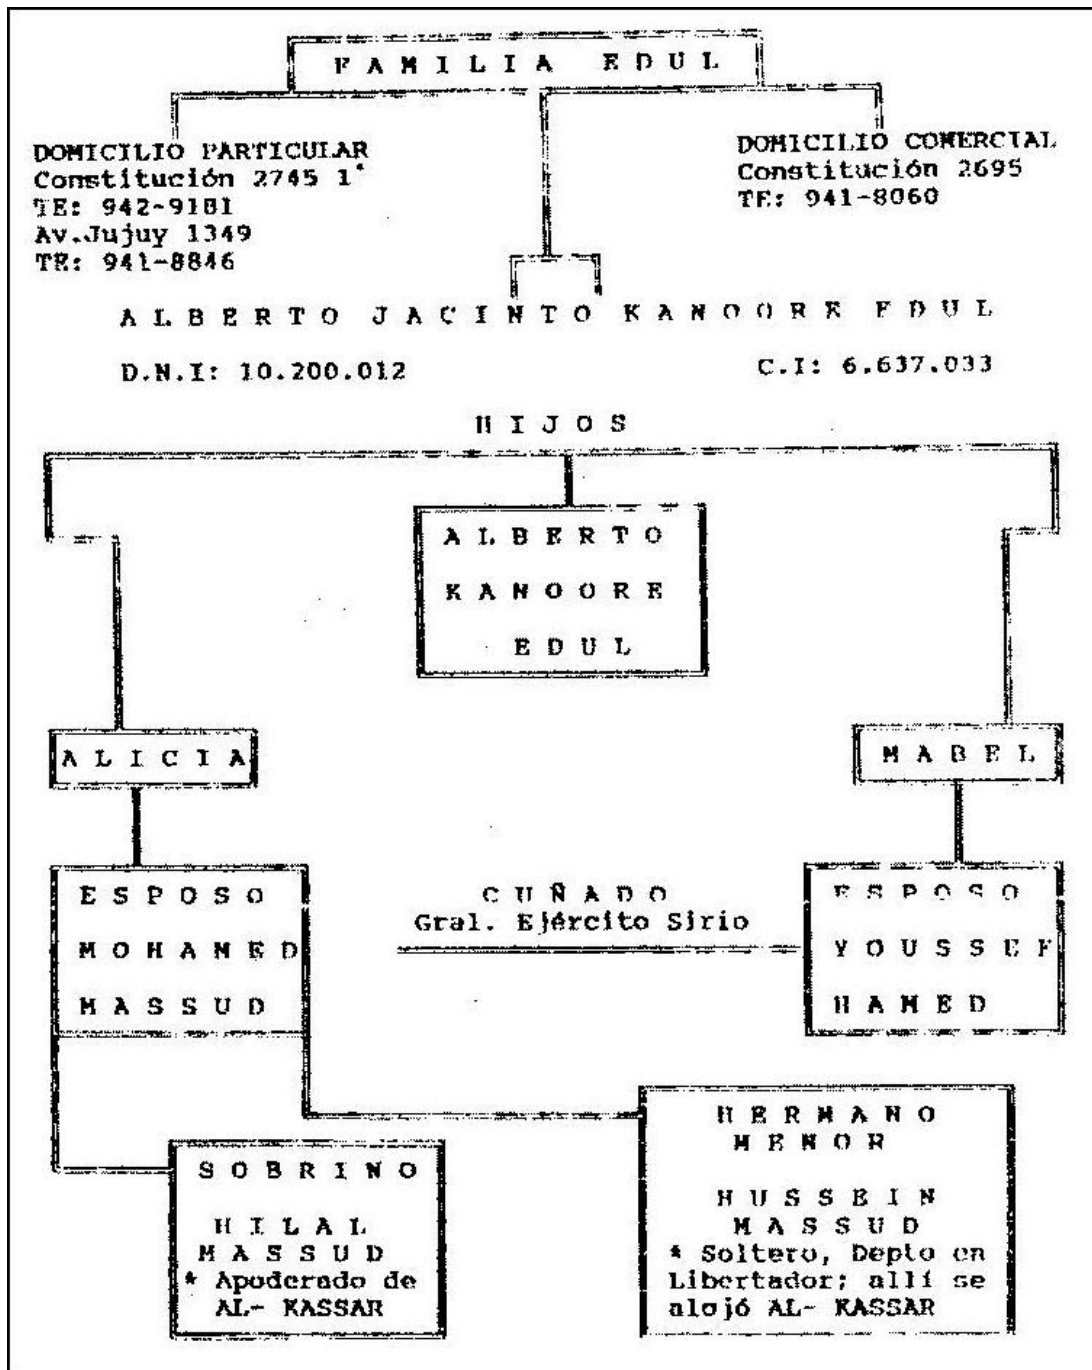 FAMILIA EDUL
DOMICILIO PARTICULAR
Constitución 2745 1°
TE: 942-9181
Av.Jujuy 1349
TE: 941-8846
DOMICILIO COMERCIAL
Constitución 2695
TE: 941-8060
ALBERTO JACINTO KANOORE EDUL
D.N.I: 10.200.012
C.I: 6.637.033
HIJOS
ALBERTO
KANOORE
EDUL
ALICIA
MABEL
ESPOSO
MOHAMED
MASSUD
CUÑADO
Gral. Ejército Sirio
ESPOSO
YOUSSEF
HAMED
SOBRINO
HILAL
MASSUD
* Apoderado de
AL- KASSAR
HERMANO
MENOR
HUSSEIN
MASSUD
* Soltero, Depto en
Libertador; allí se
alojó AL- KASSAR